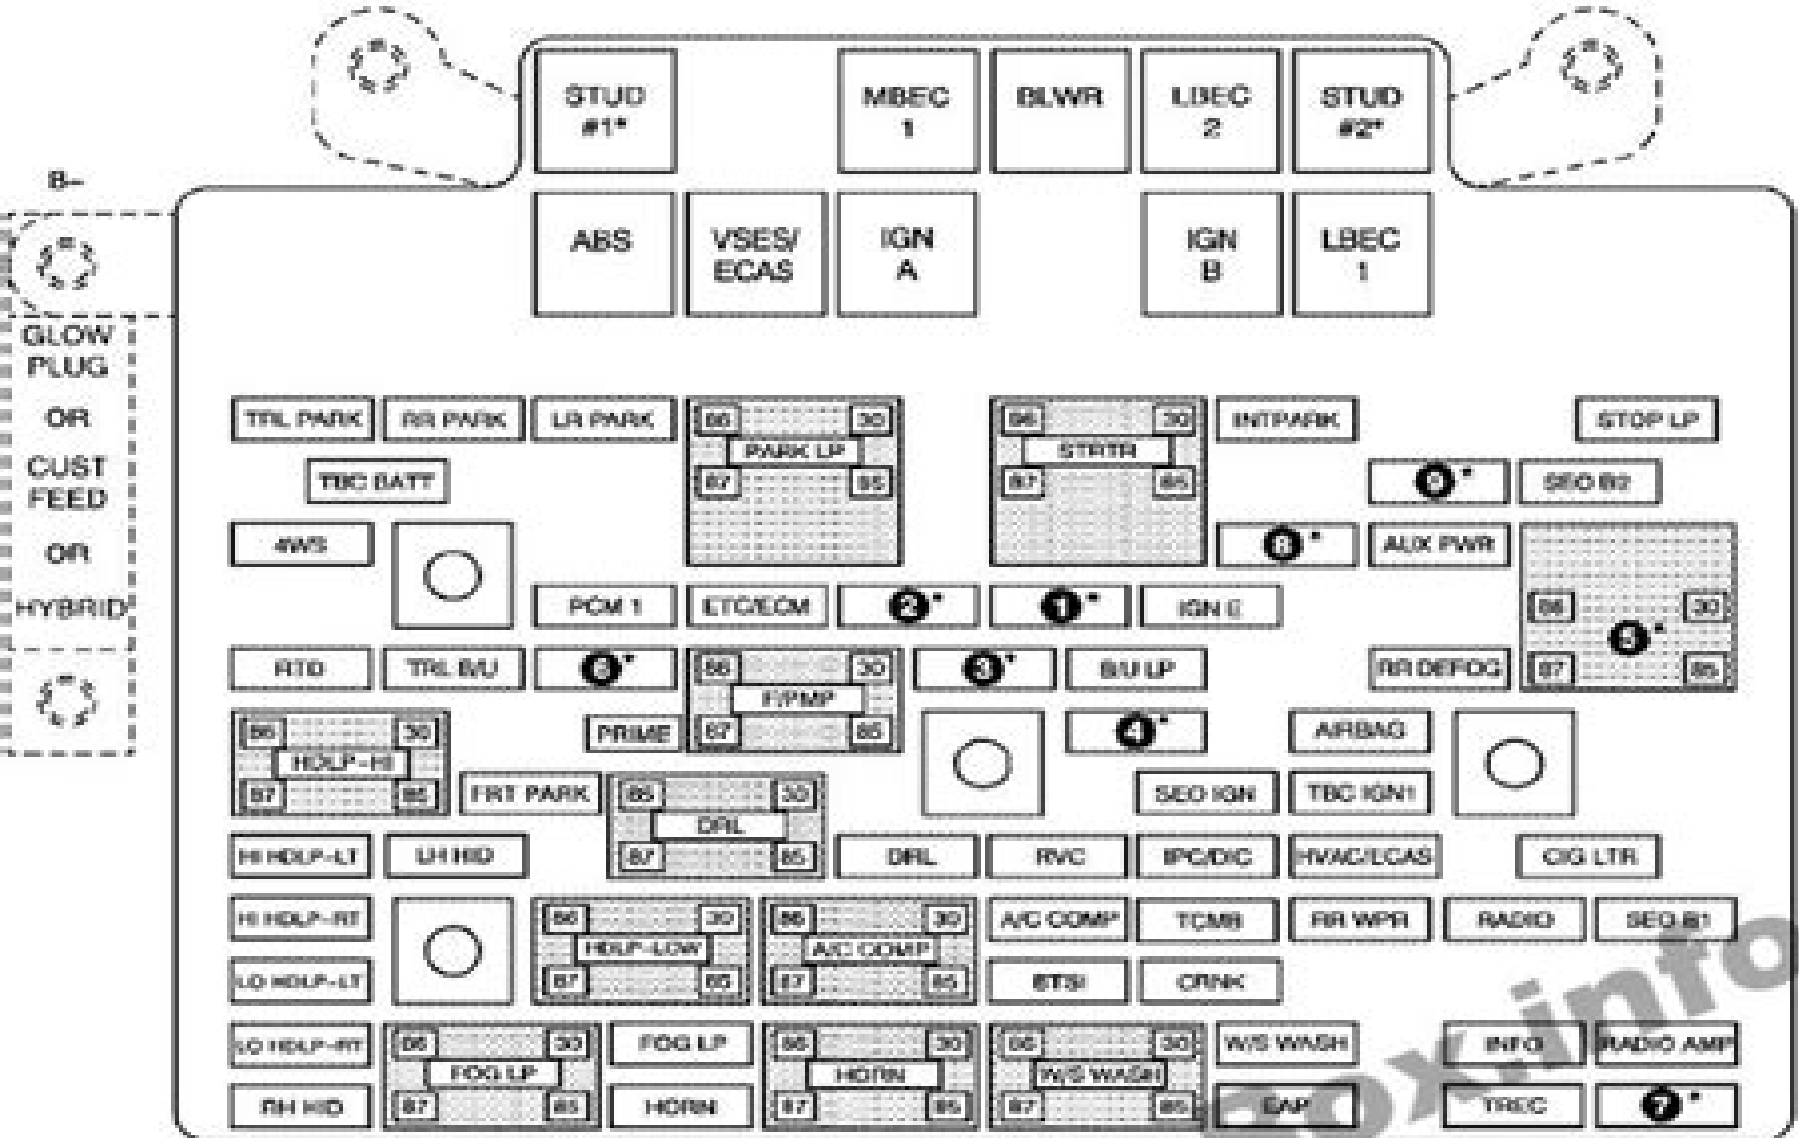 STUD
#1*
MBEC
1
BLWR
LBEC
2
STUD
#2*
B–
ABS
VSES/
ECAS
IGN
A
IGN
B
LBEC
1
GLOW
PLUG
OR
CUST
FEED
OR
HYBRID
TRL PARK
RR PARK
LR PARK
86 30
PARK LP
87 85
86 30
STRTR
87 85
INTPARK
STOP LP
TBC BATT
SEO B2
4WS
6*
AUX PWR
PCM 1
ETC/ECM
2*
1*
IGN E
86 30
5*
87 85
RTD
TRL B/U
86 30
F/PMP
87 85
3*
B/U LP
RR DEFOG
86 30
HDLP-HI
87 85
PRIME
4*
AIRBAG
FRT PARK
86 30
DRL
87 85
SEO IGN
TBC IGN1
HI HDLP-LT
LH HID
DRL
RVC
IPC/DIC
HVAC/ECAS
CIG LTR
HI HDLP-RT
86 30
HDLP-LOW
87 85
86 30
A/C COMP
87 85
A/C COMP
TCMB
RR WPR
RADIO
SEO B1
LO HDLP-LT
BTSI
CRNK
LO HDLP-RT
86 30
FOG LP
87 85
FOG LP
86 30
HORN
87 85
86 30
W/S WASH
87 85
W/S WASH
INFO
RADIO AMP
RH HID
HORN
EAP
TREC
7*
ox.info